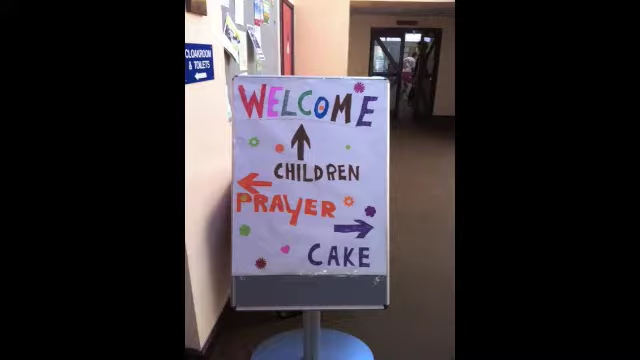 CLOAKROOM
& TOILETS
WELCOME
CHILDREN
PRAYER
CAKE